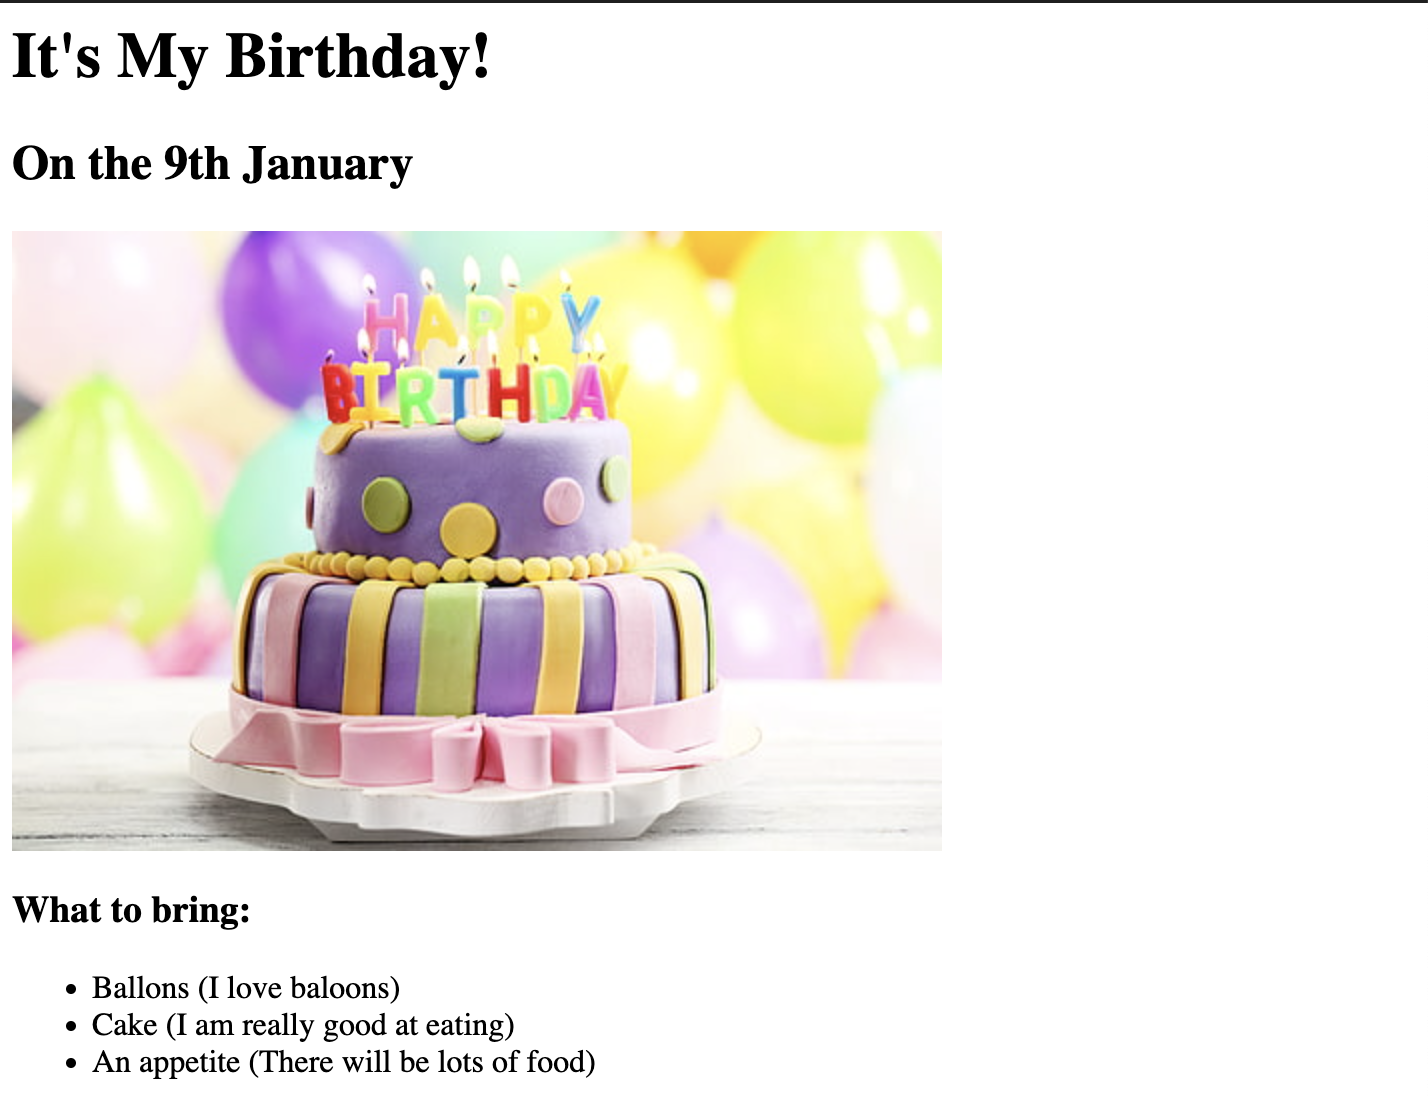 It's My Birthday!
On the 9th January
HAPPY
BIRTHDAY
What to bring:
Ballons (I love baloons)
Cake (I am really good at eating)
An appetite (There will be lots of food)